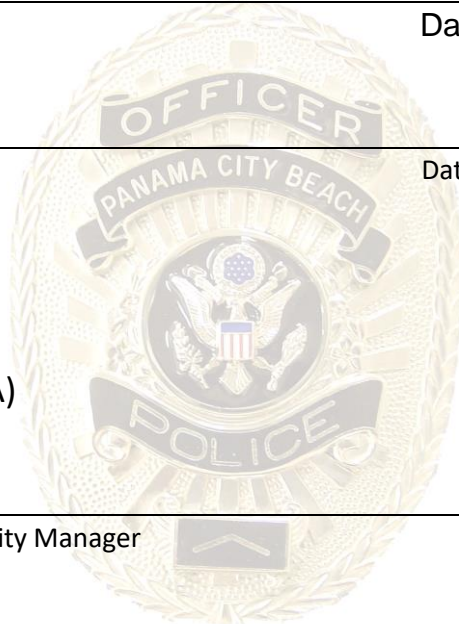 Da
OFFICER
PANAMA CITY BEACH
Dat
A)
POLICE
ity Manager